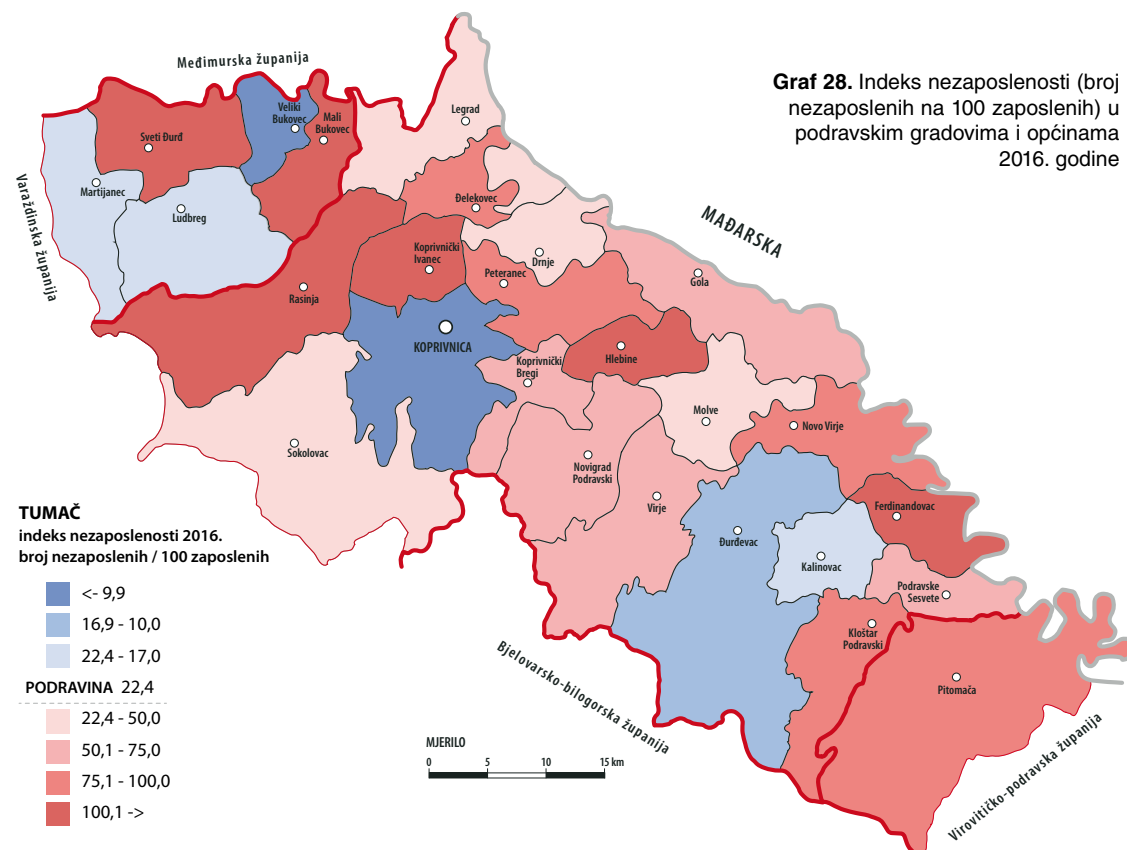 Graf 28. Indeks nezaposlenosti (broj
nezaposlenih na 100 zaposlenih) u
podravskim gradovima i općinama
2016. godine
Međimurska županija
Varaždinska županija
MAĐARSKA
Bjelovarsko-bilogorska županija
Virovitičko-podravska županija
Legrad
Veliki
Bukovec
Mali
Bukovec
Sveti Đurđ
Martijanec
Ludbreg
Đelekovec
Drnje
Koprivnički
Ivanec
Peteranec
Gola
Rasinja
KOPRIVNICA
Hlebine
Koprivnički
Bregi
Molve
Novo Virje
Sokolovac
Novigrad
Podravski
Virje
Ferdinandovac
Đurđevac
Kalinovac
Podravske
Sesvete
Kloštar
Podravski
Pitomača
TUMAČ
indeks nezaposlenosti 2016.
broj nezaposlenih / 100 zaposlenih
<- 9,9
16,9 - 10,0
22,4 - 17,0
PODRAVINA 22,4
22,4 - 50,0
50,1 - 75,0
75,1 - 100,0
100,1 ->
MJERILO
0 5 10 15 km